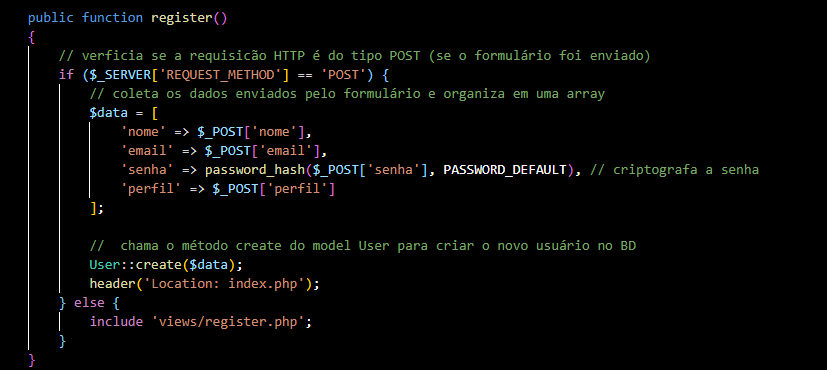 public function register()
{
// verficia se a requisicão HTTP é do tipo POST (se o formulário foi enviado)
if ($_SERVER['REQUEST_METHOD'] == 'POST') {
// coleta os dados enviados pelo formulário e organiza em uma array
$data = [
'nome' => $_POST['nome'],
'email' => $_POST['email'],
'senha' => password_hash($_POST['senha'], PASSWORD_DEFAULT), // criptografa a senha
'perfil' => $_POST['perfil']
];
//  chama o método create do model User para criar o novo usuário no BD
User::create($data);
header('Location: index.php');
} else {
include 'views/register.php';
}
}